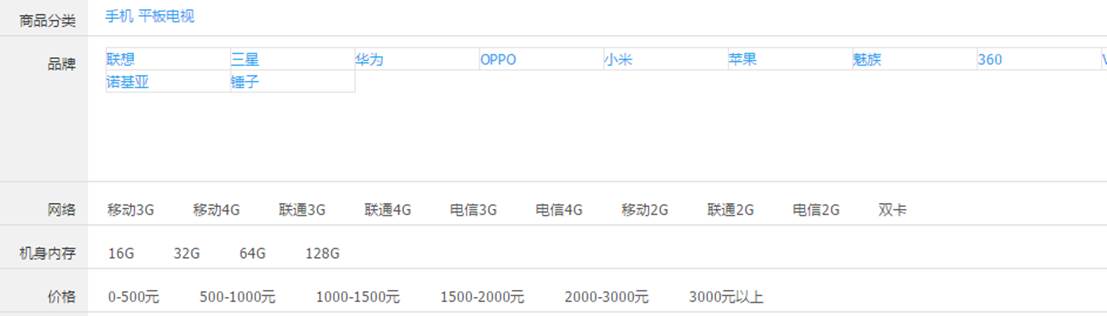 商品分类 手机 平板电视
品牌 联想 三星 华为 OPPO 小米 苹果 魅族 360
诺基亚 锤子
网络 移动3G 移动4G 联通3G 联通4G 电信3G 电信4G 移动2G 联通2G 电信2G 双卡
机身内存 16G 32G 64G 128G
价格 0-500元 500-1000元 1000-1500元 1500-2000元 2000-3000元 3000元以上